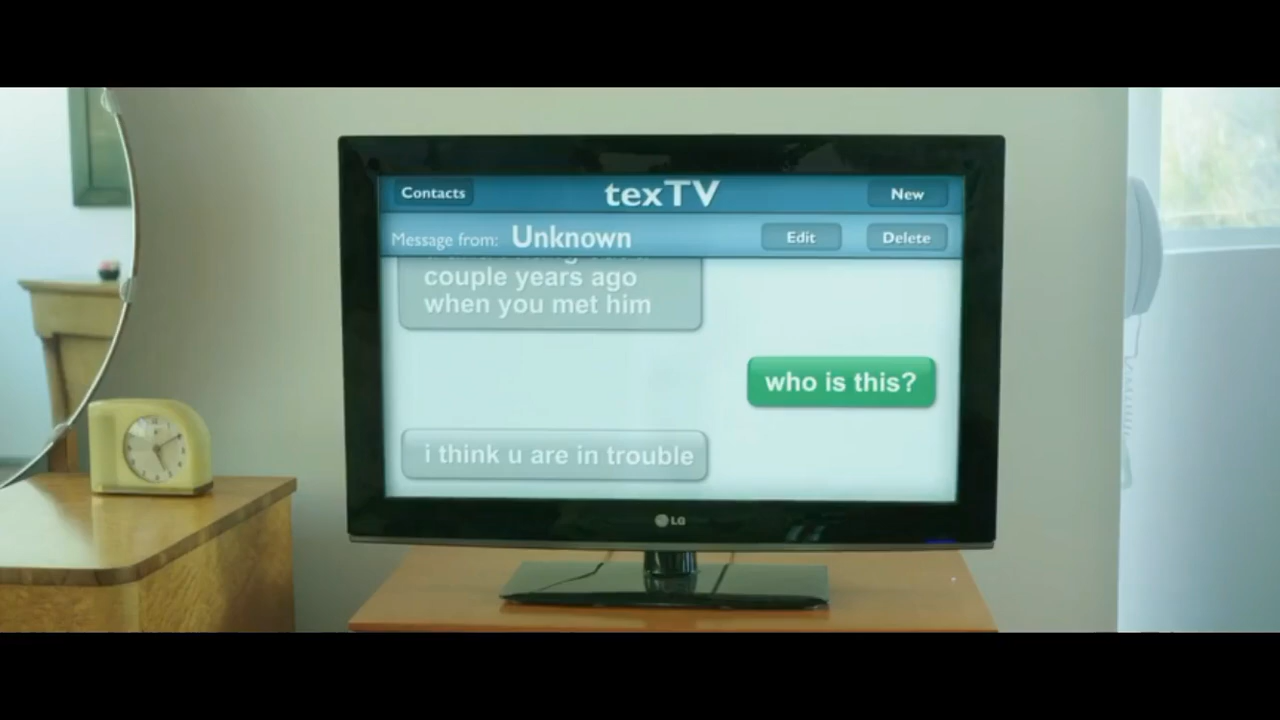 Contacts
texTV
New
Message from: Unknown
Edit
Delete
couple years ago
when you met him
who is this?
i think u are in trouble
LG